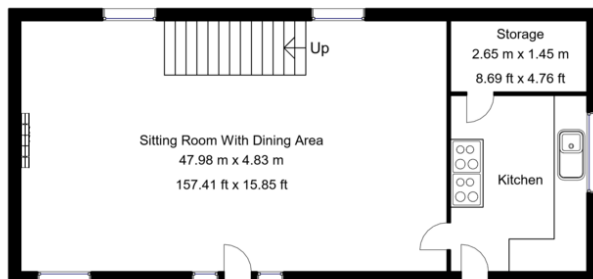 Up
Storage
2.65 m x 1.45 m
8.69 ft x 4.76 ft
Sitting Room With Dining Area
47.98 m x 4.83 m
157.41 ft x 15.85 ft
Kitchen